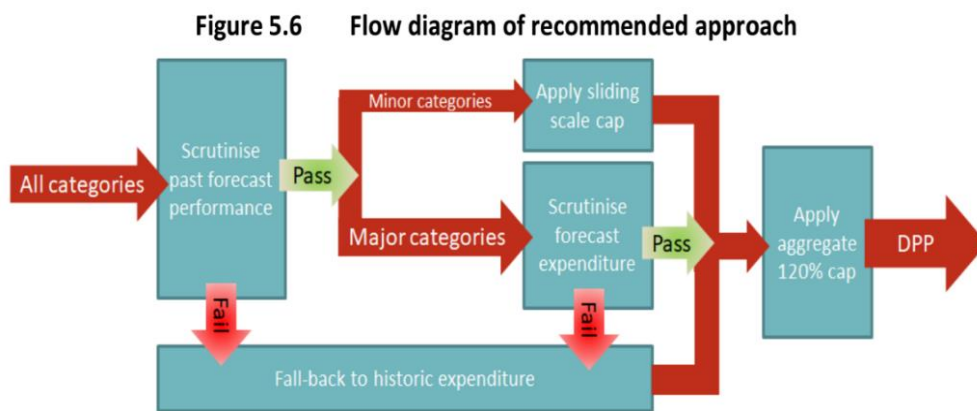 Figure 5.6 Flow diagram of recommended approach
All categories
Scrutinise
past forecast
performance
Pass
Fail
Minor categories
Apply sliding
scale cap
Major categories
Scrutinise
forecast
expenditure
Pass
Fail
Fall-back to historic expenditure
Apply
aggregate
120% cap
DPP